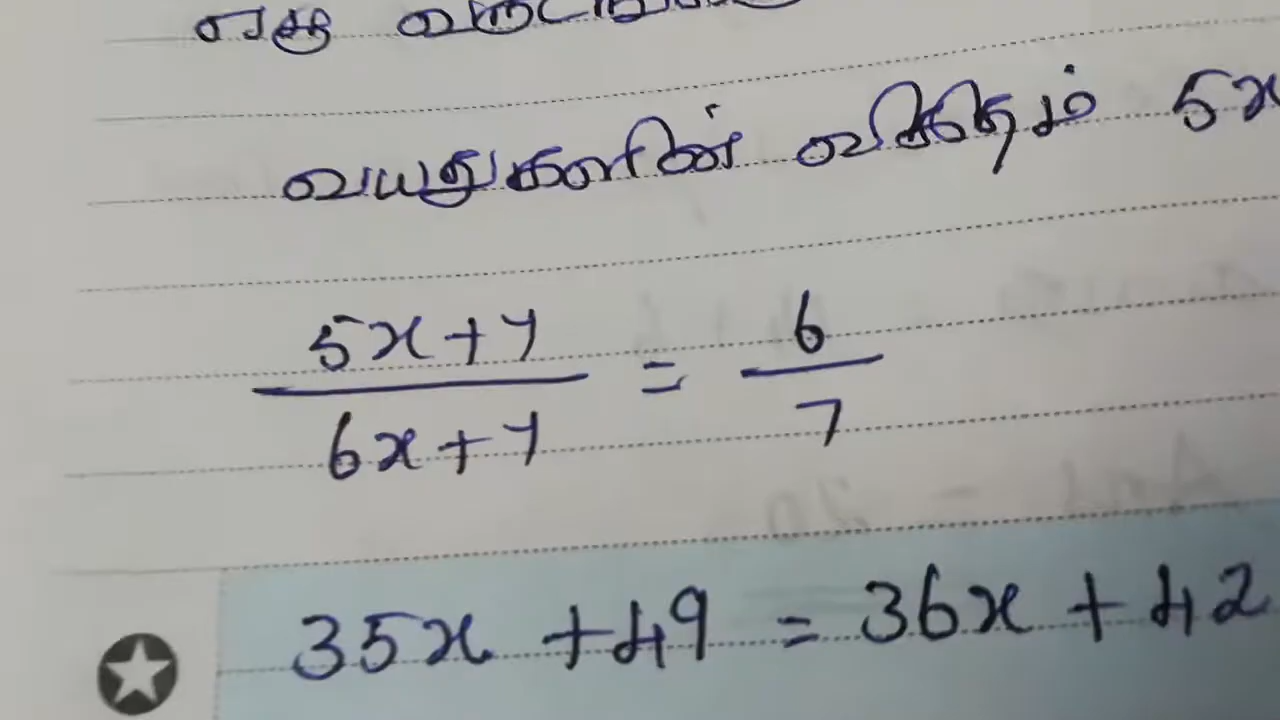 வயதுகளின் விகிதம் 5x
5x+7
6x+7
= 6/7
35x + 49 = 36x + 42